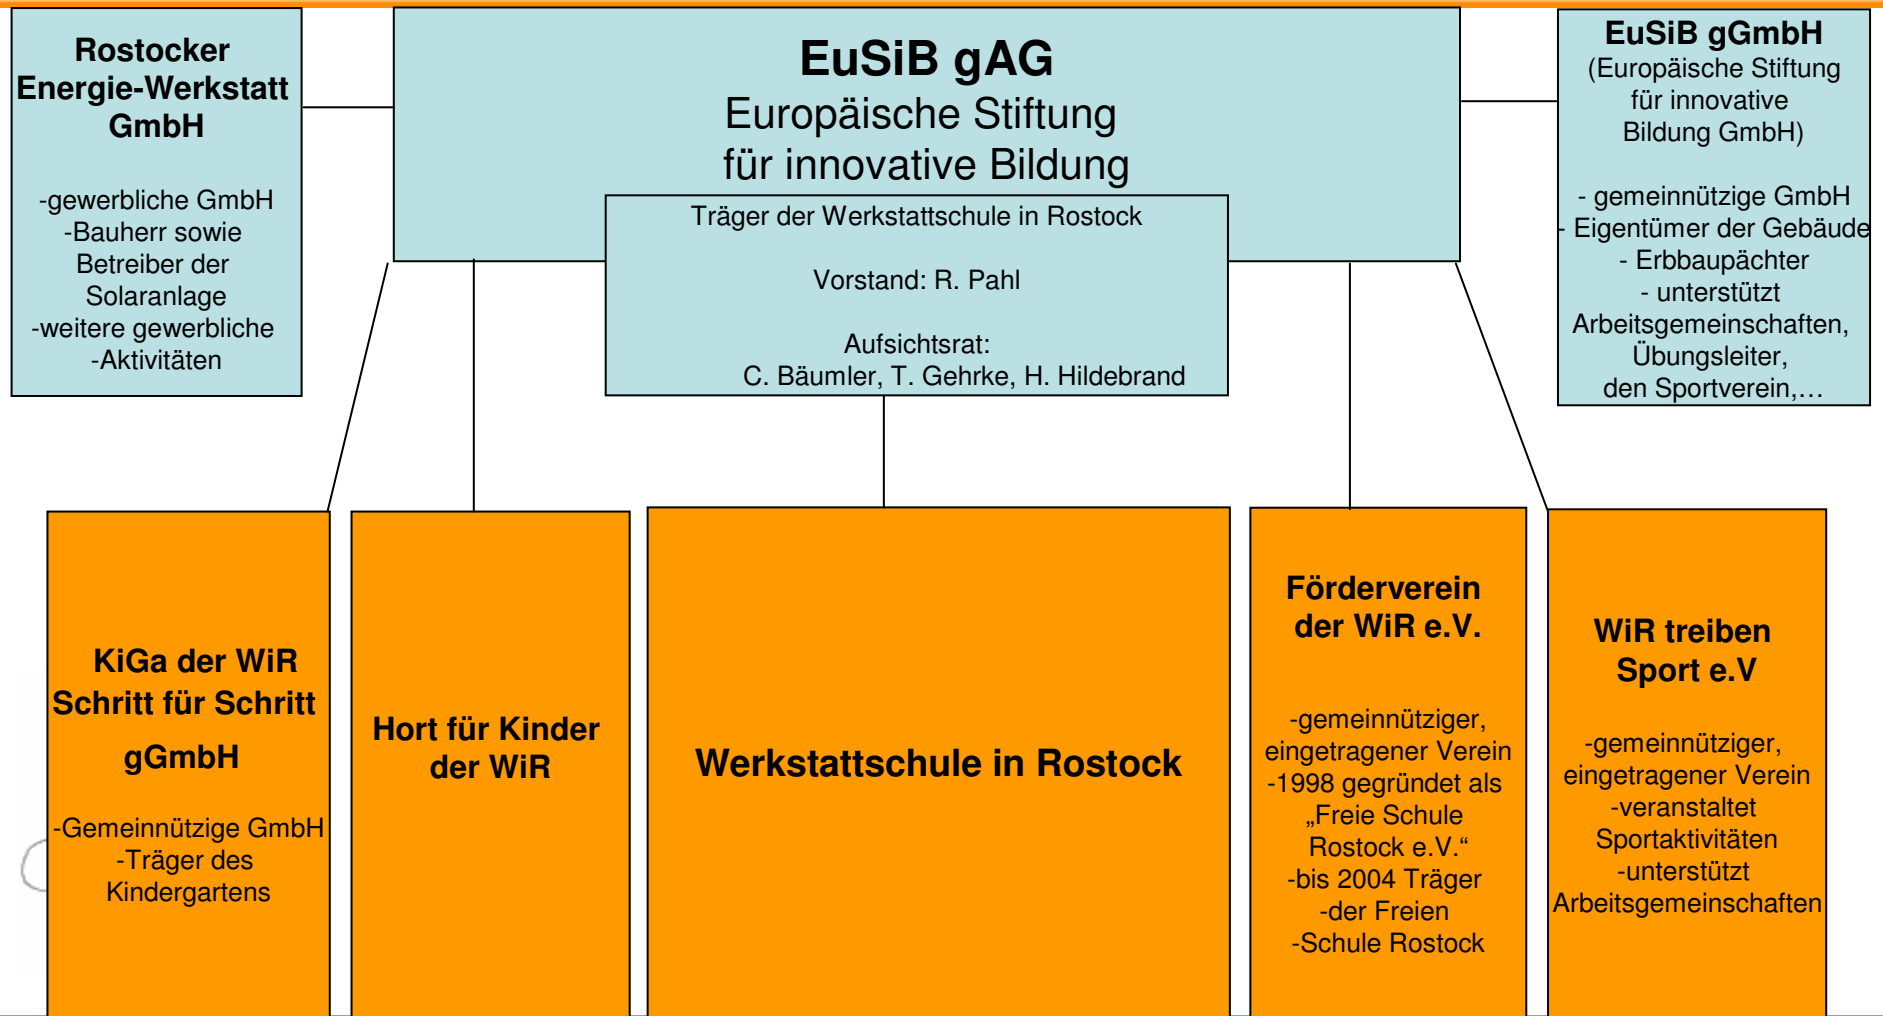 Rostocker
Energie-Werkstatt
GmbH
-gewerbliche GmbH
-Bauherr sowie
Betreiber der
Solaranlage
-weitere gewerbliche
-Aktivitäten
EuSiB gAG
Europäische Stiftung
für innovative Bildung
Träger der Werkstattschule in Rostock
Vorstand: R. Pahl
Aufsichtsrat:
C. Bäumler, T. Gehrke, H. Hildebrand
EuSiB gGmbH
(Europäische Stiftung
für innovative
Bildung GmbH)
- gemeinnützige GmbH
- Eigentümer der Gebäude
- Erbbaupächter
- unterstützt
Arbeitsgemeinschaften,
Übungsleiter,
den Sportverein,…
KiGa der WiR
Schritt für Schritt
gGmbH
-Gemeinnützige GmbH
-Träger des
Kindergartens
Hort für Kinder
der WiR
Werkstattschule in Rostock
Förderverein
der WiR e.V.
-gemeinnütziger,
eingetragener Verein
-1998 gegründet als
„Freie Schule
Rostock e.V.“
-bis 2004 Träger
-der Freien
-Schule Rostock
WiR treiben
Sport e.V
-gemeinnütziger,
eingetragener Verein
-veranstaltet
Sportaktivitäten
-unterstützt
Arbeitsgemeinschaften